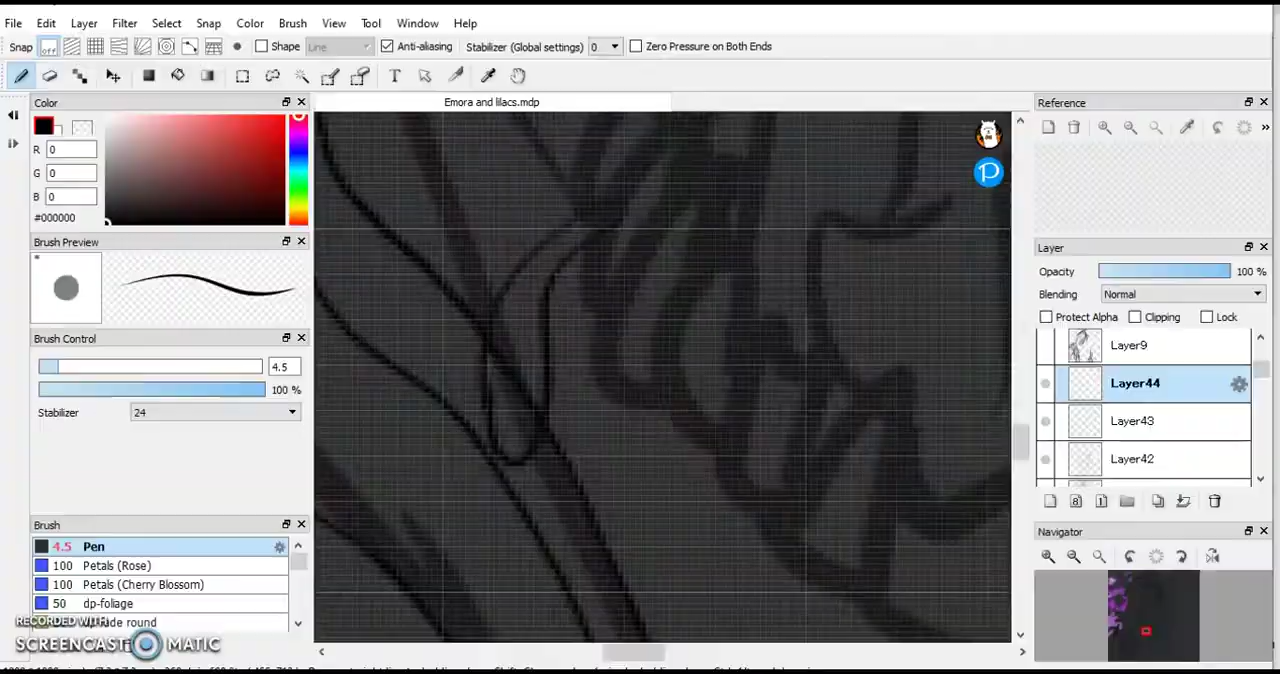 File Edit Layer Filter Select Snap Color Brush View Tool Window Help
Snap off Shape Line Anti-aliasing Stabilizer (Global settings) 0 Zero Pressure on Both Ends
T
Color
Emora and lilacs.mdp
Reference
R 0
G 0
B 0
#000000
Brush Preview
*
Brush Control
4.5
100 %
Stabilizer 24
Brush
4.5 Pen
100 Petals (Rose)
100 Petals (Cherry Blossom)
50 dp-foliage
round
RECORDED WITH
SCREENCAST MATIC
P
»
Layer
Opacity 100 %
Blending Normal
Protect Alpha Clipping Lock
Layer9
Layer44
Layer43
Layer42
8 1
Navigator